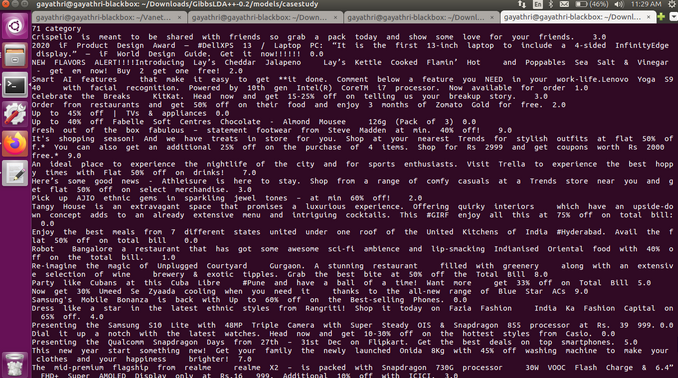 gayathri@gayathri-blackbox: ~/Downloads/GibbsLDA++-0.2/models/casestudy
En (46%) 11:29 AM
gayathri@gayathri-blackbox: ~/Vanet... gayathri@gayathri-blackbox: ~/Down... gayathri@gayathri-blackbox: ~/Down... gayathri@gayathri-blackbox: ~/Downl...
71 category
Crispello is meant to be shared with friends so grab a pack today and show some love for your friends. 3.0
2020 iF Product Design Award – #DellXPS 13 / Laptop PC: "It is the first 13-inch laptop to include a 4-sided InfinityEdge
display." – iF World Design Guide. Get it now!!!!!! 0.0
NEW FLAVORS ALERT!!!!Introducing Lay's Cheddar Jalapeno Lay's Kettle Cooked Flamin' Hot and Poppables Sea Salt & Vinegar
- get em now! Buy 2 get one free! 2.0
Smart AI features that make it easy to get **it done. Comment below a feature you NEED in your work-life.Lenovo Yoga S9
40 with facial recognition. Powered by 10th gen Intel(R) CoreTM i7 processor. Now available for order 1.0
Celebrate the Breaks KitKat. Head now and get 15-25% off on telling us your breakup story. 3.0
Order from restaurants and get 50% off on their food and enjoy 3 months of Zomato Gold for free. 2.0
Up to 45% off | TVs & appliances 0.0
Up to 40% off Fabelle Soft Centres Chocolate - Almond Mousee 126g (Pack of 3) 0.0
Fresh out of the box fabulous – statement footwear from Steve Madden at min. 40% off! 9.0
It's shopping season! And we have treats in store for you. Shop at your nearest Trends for stylish outfits at flat 50% of
f.* You can also get an additional 25% off on the purchase of 4 items. Shop for Rs 2999 and get coupons worth Rs 2000
free.* 9.0
An ideal place to experience the nightlife of the city and for sports enthusiasts. Visit Trella to experience the best hopp
y times with Flat 50% off on drinks! 7.0
Here's some good news - Athleisure is here to stay. Shop from a range of comfy casuals at a Trends store near you and g
et flat 50% off on select merchandise. 3.0
Pick up AJIO ethnic gems in sparkling jewel tones – at min 60% off! 2.0
Tangy House is an extravagant space that promises a luxurious experience. Offering quirky interiors which have an upside-do
wn concept adds to an already extensive menu and intriguing cocktails. This #GIRF enjoy all this at 75% off on total bill:
0.0
Enjoy the best meals from 7 different states united under one roof of the United Kitchens of India #Hyderabad. Avail the f
lat 50% off on total bill 0.0
Robot Bangalore a restaurant that has got some awesome sci-fi ambience and lip-smacking Indianised Oriental food with 40% o
ff on the total bill. 1.0
Re-imagine the magic of Unplugged Courtyard Gurgaon. A stunning restaurant filled with greenery along with an extensiv
e selection of wine brewery & exotic tipples. Grab the best bite at 50% off the Total Bill 8.0
Party like Cubans at this Cuba Libre #Pune and have a ball of a time! Want more get 33% off on Total Bill 5.0
Now get 30% Umeed Se Zyaada cooling when you need it thanks to the all-new range of Blue Star ACs 9.0
Samsung's Mobile Bonanza is back with Up to 60% off on the Best-selling Phones. 0.0
Dress like a star in the latest ethnic styles from Rangriti! Shop it today on Fazia Fashion India Ka Fashion Capital on
65% off. 4.0
Presenting the Samsung S10 Lite with 48MP Triple Camera with Super Steady OIS & Snapdragon 855 processor at Rs. 39 999. 0.0
Dial it up a notch with the latest watches. Head now and get 10-30% off on the hottest styles from Casio. 0.0
Presenting the Qualcomm Snapdragon Days from 27th - 31st Dec on Flipkart. Get the best deals on top smartphones. 5.0
This new year start something new! Get your family the newly launched Onida 8Kg with 45% off washing machine to make your
clothes and your happiness brighter! 7.0
The mid-premium flagship from realme realme X2 – is packed with Snapdragon 730G processor 30W VOOC Flash Charge & 6.4"
FHD+ Super AMOLED Display only at Rs.16 999. Additional 10% off with ICICI. 3.0